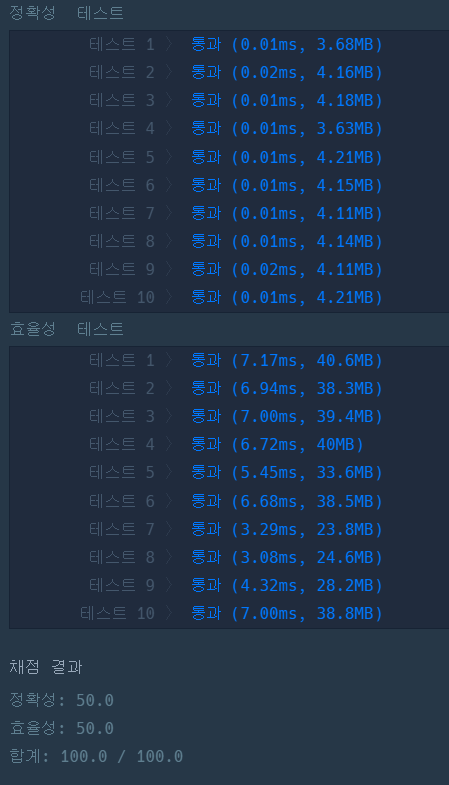 정확성 테스트
테스트 1 〉 통과 (0.01ms, 3.68MB)
테스트 2 〉 통과 (0.02ms, 4.16MB)
테스트 3 〉 통과 (0.01ms, 4.18MB)
테스트 4 〉 통과 (0.01ms, 3.63MB)
테스트 5 〉 통과 (0.01ms, 4.21MB)
테스트 6 〉 통과 (0.01ms, 4.15MB)
테스트 7 〉 통과 (0.01ms, 4.11MB)
테스트 8 〉 통과 (0.01ms, 4.14MB)
테스트 9 〉 통과 (0.02ms, 4.11MB)
테스트 10 〉 통과 (0.01ms, 4.21MB)
효율성 테스트
테스트 1 〉 통과 (7.17ms, 40.6MB)
테스트 2 〉 통과 (6.94ms, 38.3MB)
테스트 3 〉 통과 (7.00ms, 39.4MB)
테스트 4 〉 통과 (6.72ms, 40MB)
테스트 5 〉 통과 (5.45ms, 33.6MB)
테스트 6 〉 통과 (6.68ms, 38.5MB)
테스트 7 〉 통과 (3.29ms, 23.8MB)
테스트 8 〉 통과 (3.08ms, 24.6MB)
테스트 9 〉 통과 (4.32ms, 28.2MB)
테스트 10 〉 통과 (7.00ms, 38.8MB)
채점 결과
정확성: 50.0
효율성: 50.0
합계: 100.0 / 100.0